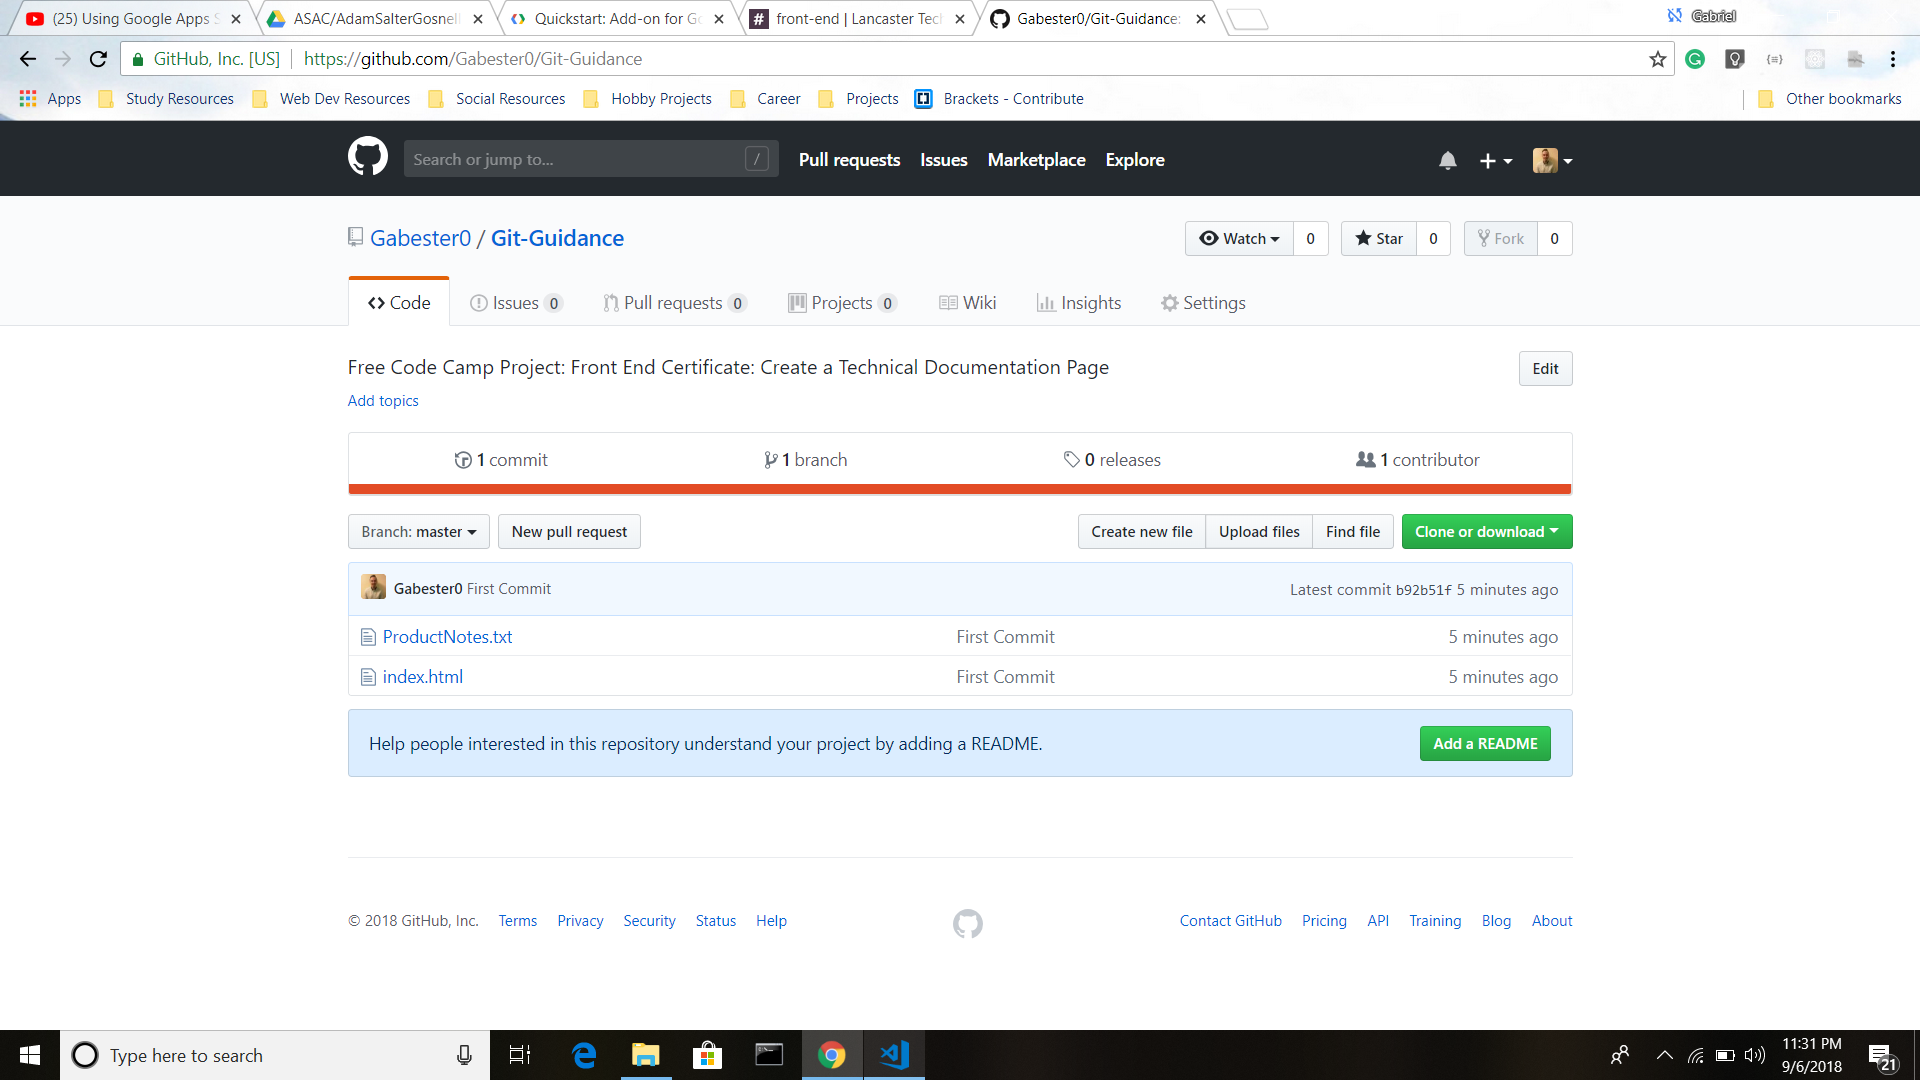 (25) Using Google Apps S
ASAC/AdamSalterGosnell
Quickstart: Add-on for Go
front-end | Lancaster Tech
Gabester0/Git-Guidance:
Gabriel
GitHub, Inc. [US] https://github.com/Gabester0/Git-Guidance
Apps Study Resources Web Dev Resources Social Resources Hobby Projects Career Projects Brackets - Contribute Other bookmarks
Search or jump to... / Pull requests Issues Marketplace Explore
Gabester0 / Git-Guidance Watch 0 Star 0 Fork 0
Code Issues 0 Pull requests 0 Projects 0 Wiki Insights Settings
Free Code Camp Project: Front End Certificate: Create a Technical Documentation Page Edit
Add topics
1 commit 1 branch 0 releases 1 contributor
Branch: master New pull request Create new file Upload files Find file Clone or download
Gabester0 First Commit Latest commit b92b51f 5 minutes ago
ProductNotes.txt First Commit 5 minutes ago
index.html First Commit 5 minutes ago
Help people interested in this repository understand your project by adding a README. Add a README
© 2018 GitHub, Inc. Terms Privacy Security Status Help Contact GitHub Pricing API Training Blog About
Type here to search
11:31 PM
9/6/2018
21